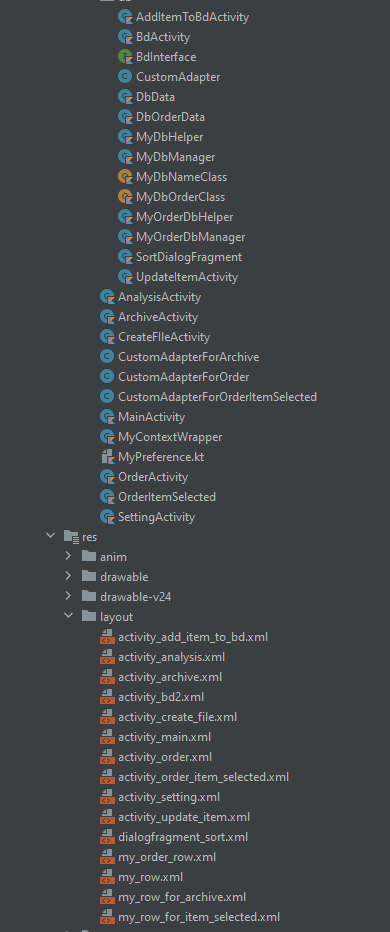 AddItemToBdActivity
BdActivity
BdInterface
CustomAdapter
DbData
DbOrderData
MyDbHelper
MyDbManager
MyDbNameClass
MyDbOrderClass
MyOrderDbHelper
MyOrderDbManager
SortDialogFragment
UpdateItemActivity
AnalysisActivity
ArchiveActivity
CreateFIleActivity
CustomAdapterForArchive
CustomAdapterForOrder
CustomAdapterForOrderItemSelected
MainActivity
MyContextWrapper
MyPreference.kt
OrderActivity
OrderItemSelected
SettingActivity
res
anim
drawable
drawable-v24
layout
activity_add_item_to_bd.xml
activity_analysis.xml
activity_archive.xml
activity_bd2.xml
activity_create_file.xml
activity_main.xml
activity_order.xml
activity_order_item_selected.xml
activity_setting.xml
activity_update_item.xml
dialogfragment_sort.xml
my_order_row.xml
my_row.xml
my_row_for_archive.xml
my_row_for_item_selected.xml